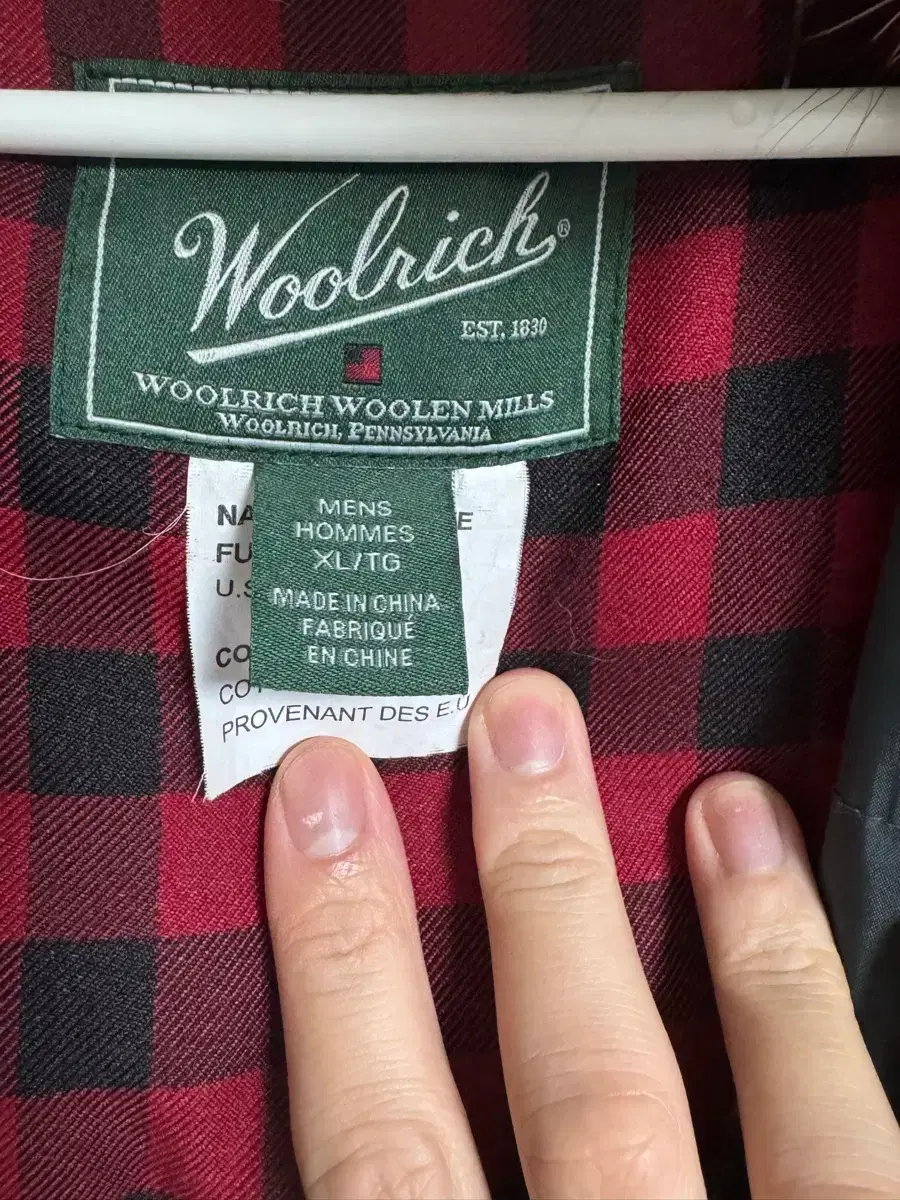 Woolrich®
EST. 1830
WOOLRICH WOOLEN MILLS
WOOLRICH, PENNSYLVANIA
MENS
HOMMES
XL/TG
MADE IN CHINA
FABRIQUÉ
EN CHINE
PROVENANT DES E.U